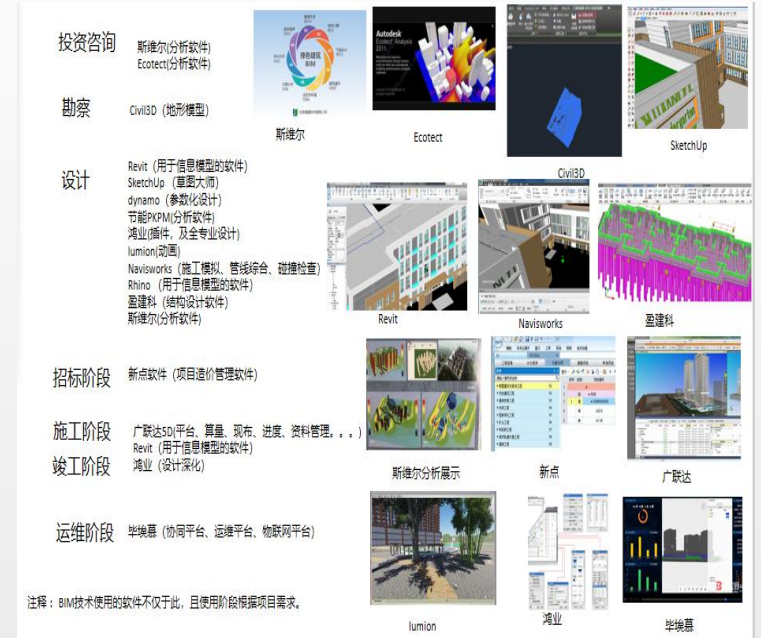 投资咨询
斯维尔(分析软件)
Ecotect(分析软件)
绿色建筑
BIM
Autodesk
Ecotect Analysis
2011
斯维尔
Ecotect
Civil3D
SketchUp
勘察
Civil3D（地形模型）
设计
Revit（用于信息模型的软件）
SketchUp （草图大师）
dynamo（参数化设计）
节能PKPM(分析软件)
鸿业(插件，及全专业设计)
lumion(动画）
Navisworks（施工模拟、管线综合、碰撞检查）
Rhino （用于信息模型的软件）
盈建科（结构设计软件）
斯维尔(分析软件)
Revit
Navisworks
盈建科
招标阶段
新点软件（项目造价管理软件）
施工阶段
广联达5D(平台、算量、现布、进度、资料管理。。。）
Revit（用于信息模型的软件）
竣工阶段
鸿业（设计深化）
斯维尔分析展示
新点
广联达
运维阶段
毕埃慕（协同平台、运维平台、物联网平台）
注释 ：BIM技术使用的软件不仅于此，且使用阶段根据项目需求。
lumion
鸿业
毕埃慕